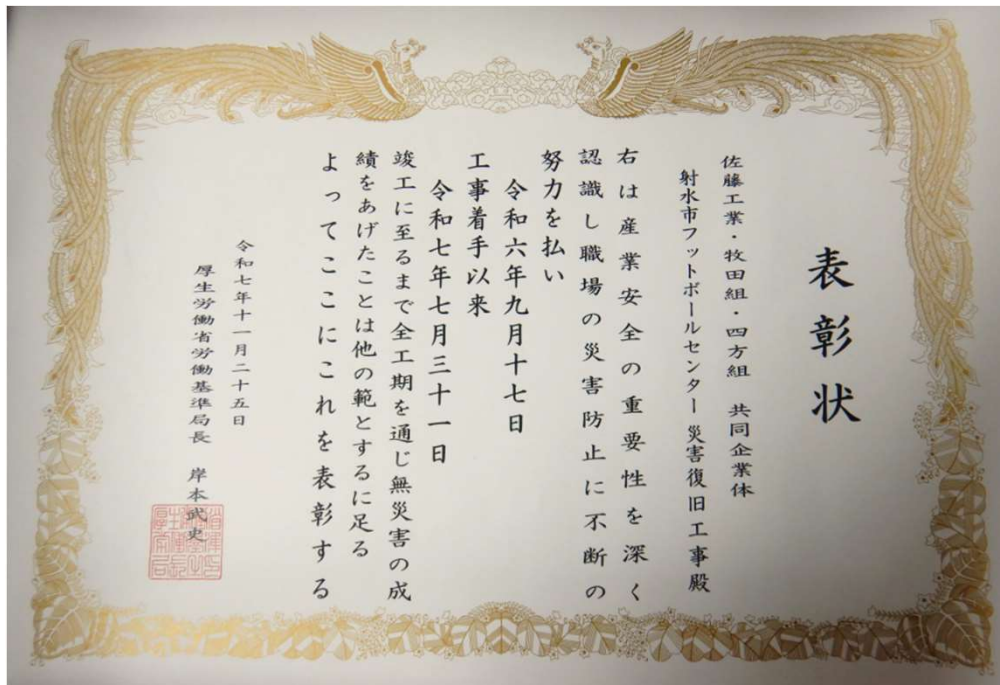 表彰状
佐藤工業・牧田組・四方組　共同企業体
射水市フットボールセンター災害復旧工事殿
右は産業安全の重要性を深く
認識し職場の災害防止に不断の
努力を払い
令和六年九月十七日
工事着手以来
令和七年七月三十一日
竣工に至るまで全工期を通じ無災害の成
績をあげたことは他の範とするに足る
よってここにこれを表彰する
令和七年十一月二十五日
厚生労働省労働基準局長　岸本武史